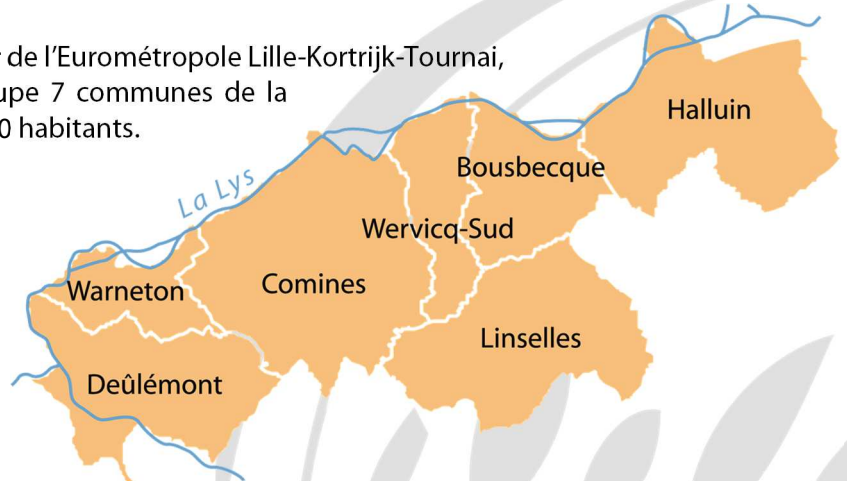 de l'Eurométropole Lille-Kortrijk-Tournai,
7 communes de la
0 habitants.
Halluin
Bousbecque
La Lys
Wervicq-Sud
Warneton
Comines
Linselles
Deûlémont